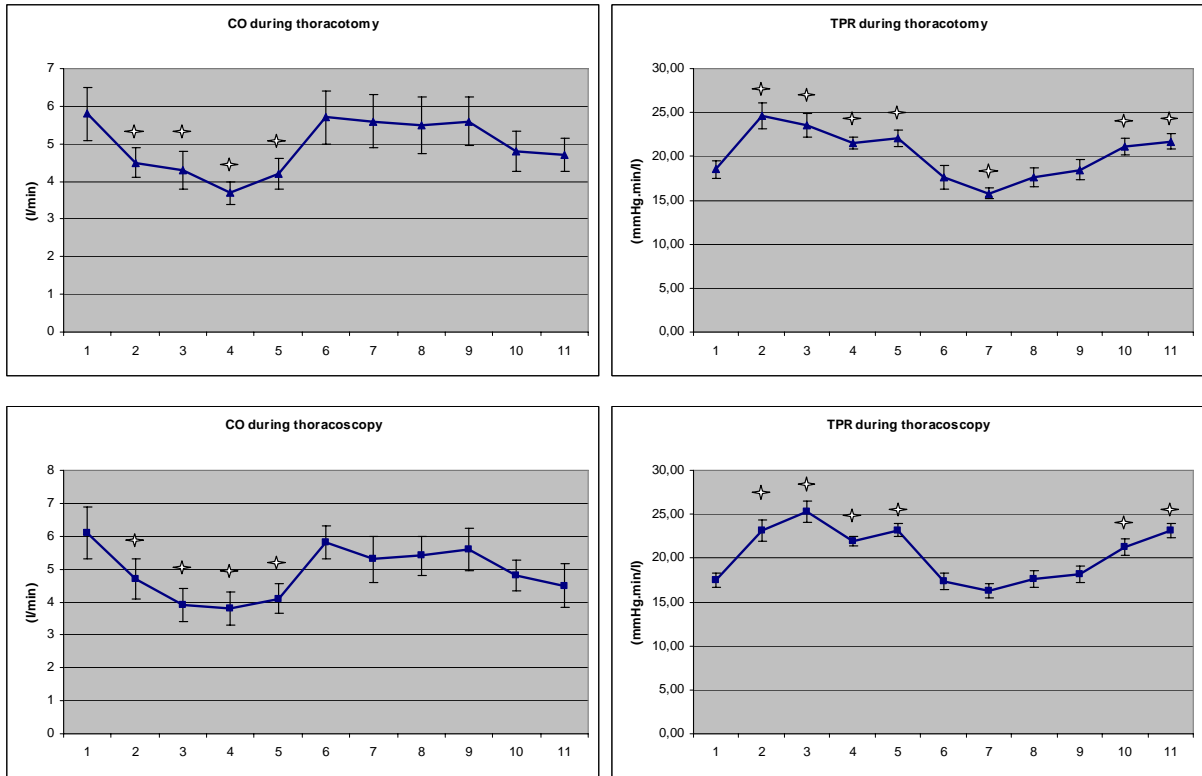 CO during thoracotomy
7
6
5
4
3
2
1
0
(l/min)
1 2 3 4 5 6 7 8 9 10 11
TPR during thoracotomy
30,00
25,00
20,00
15,00
10,00
5,00
0,00
(mmHg.min/l)
1 2 3 4 5 6 7 8 9 10 11
CO during thoracoscopy
8
7
6
5
4
3
2
1
0
(l/min)
1 2 3 4 5 6 7 8 9 10 11
TPR during thoracoscopy
30,00
25,00
20,00
15,00
10,00
5,00
0,00
(mmHg.min/l)
1 2 3 4 5 6 7 8 9 10 11